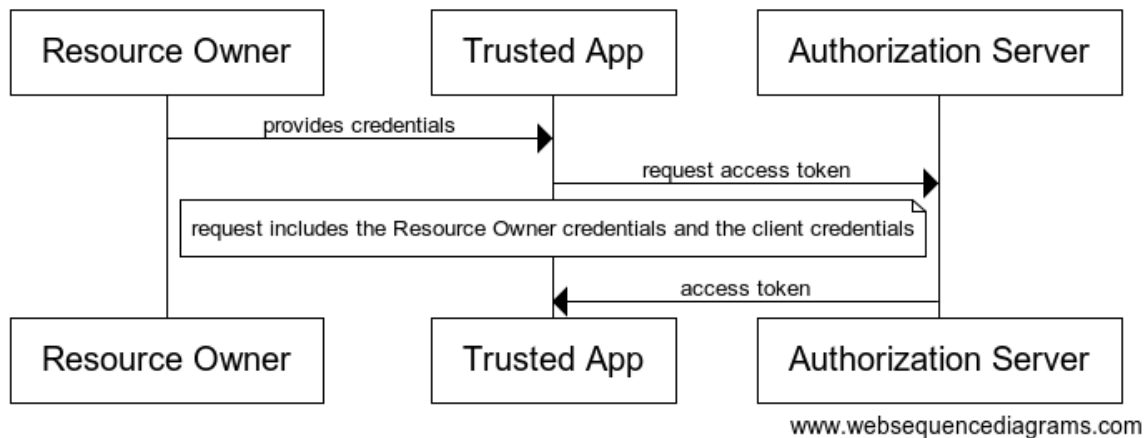 Resource Owner
Trusted App
Authorization Server
provides credentials
request access token
request includes the Resource Owner credentials and the client credentials
access token
Resource Owner
Trusted App
Authorization Server
www.websequencediagrams.com